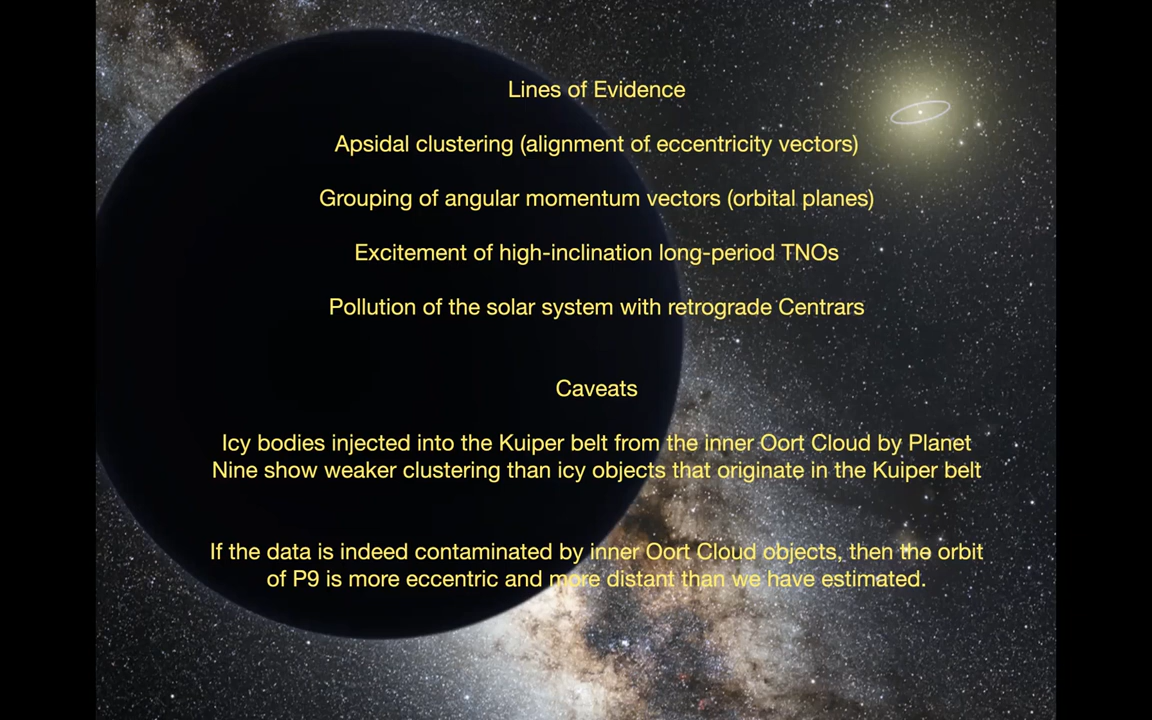 Lines of Evidence
Apsidal clustering (alignment of eccentricity vectors)
Grouping of angular momentum vectors (orbital planes)
Excitement of high-inclination long-period TNOs
Pollution of the solar system with retrograde Centrars
Caveats
Icy bodies injected into the Kuiper belt from the inner Oort Cloud by Planet
Nine show weaker clustering than icy objects that originate in the Kuiper belt
If the data is indeed contaminated by inner Oort Cloud objects, then the orbit
of P9 is more eccentric and more distant than we have estimated.